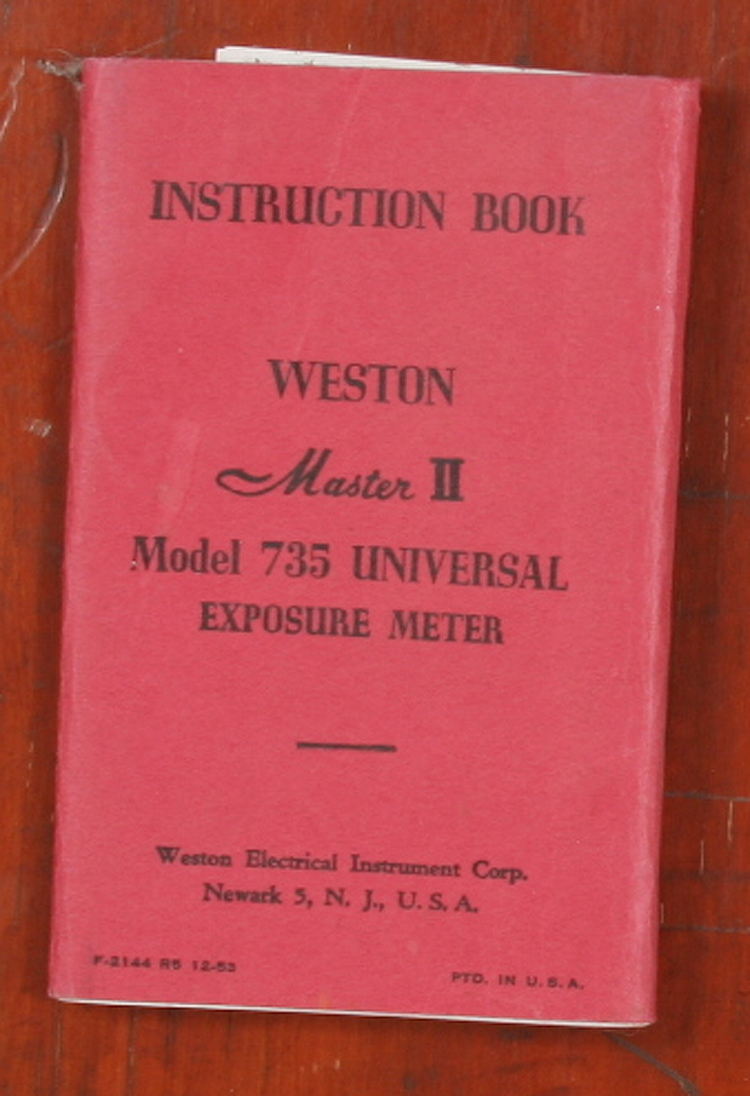 INSTRUCTION BOOK
WESTON
Master II
Model 735 UNIVERSAL
EXPOSURE METER
Weston Electrical Instrument Corp.
Newark 5, N. J., U. S. A.
F-2144 R5 12-53
PTD. IN U. S. A.